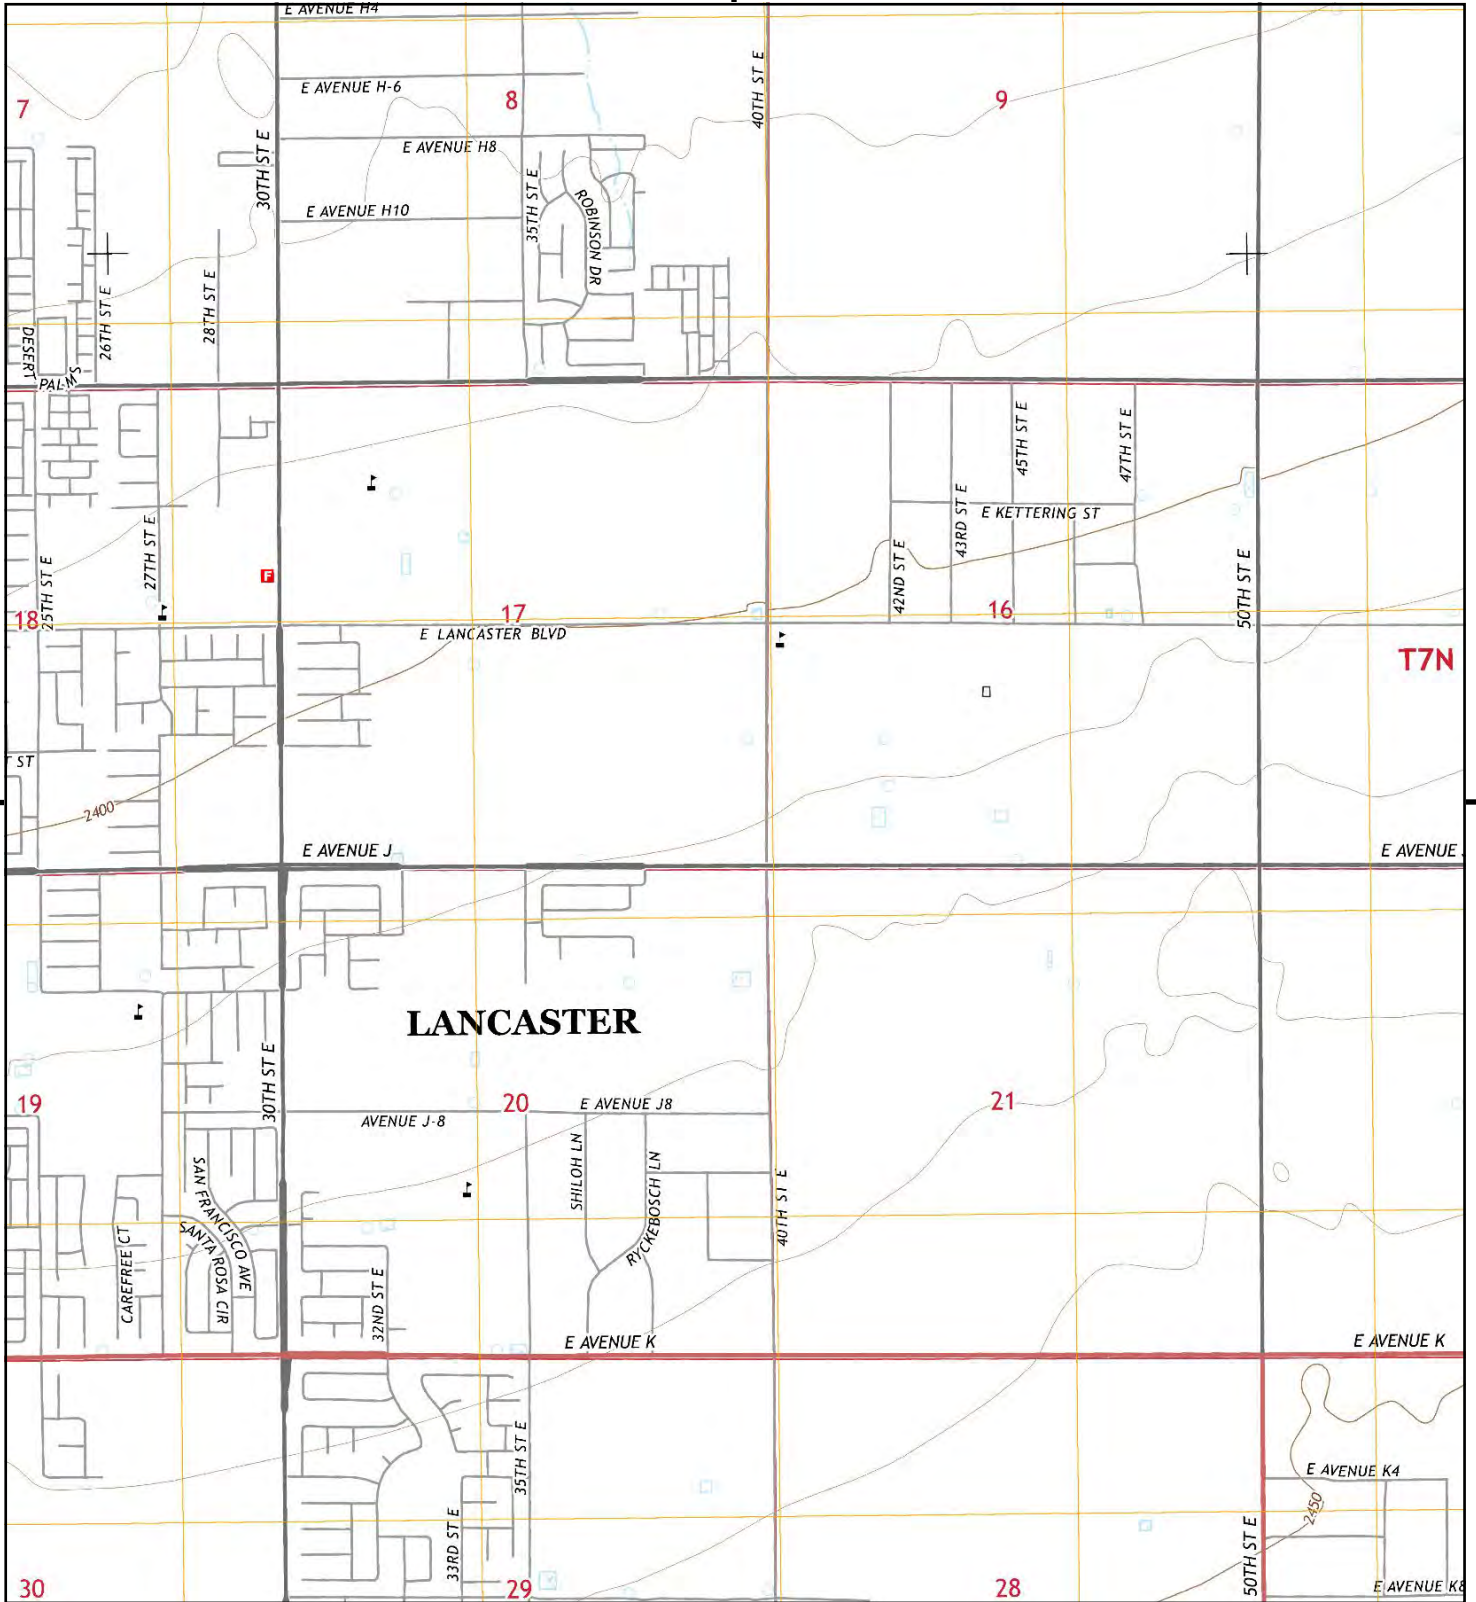 E AVENUE H4
E AVENUE H-6
7
8
9
40TH ST E
30TH ST E
E AVENUE H8
35TH ST E
ROBINSON DR
E AVENUE H10
26TH ST E
28TH ST E
DESERT
PALMS
45TH ST E
47TH ST E
43RD ST E
E KETTERING ST
27TH ST E
25TH ST E
F
42ND ST E
50TH ST E
18
17
16
E LANCASTER BLVD
T7N
T ST
2400
E AVENUE J
E AVENUE J
LANCASTER
30TH ST E
19
20
21
E AVENUE J8
AVENUE J-8
SHILOH LN
RYCKEBOSCH LN
40TH ST E
SAN FRANCISCO AVE
SANTA ROSA CIR
CAREFREE CT
32ND ST E
E AVENUE K
E AVENUE K
35TH ST E
33RD ST E
E AVENUE K4
2450
50TH ST E
E AVENUE K8
30
29
28